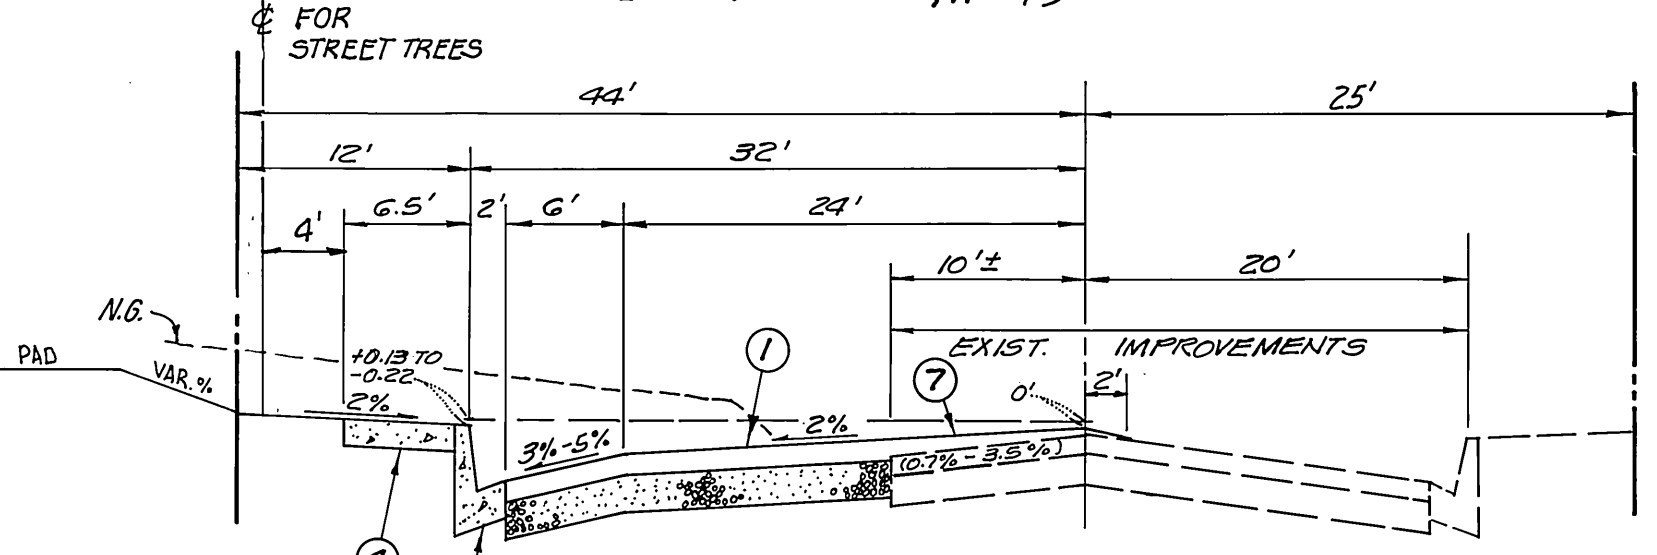 ℄ FOR
STREET TREES
44'
25'
12'
32'
6.5'
2'
6'
24'
4'
10'±
20'
N.G.
EXIST. IMPROVEMENTS
PAD
VAR.%
+0.13 TO
-0.22
1
7
2'
0'
2%
2%
3%-5%
(0.7% - 3.5%)